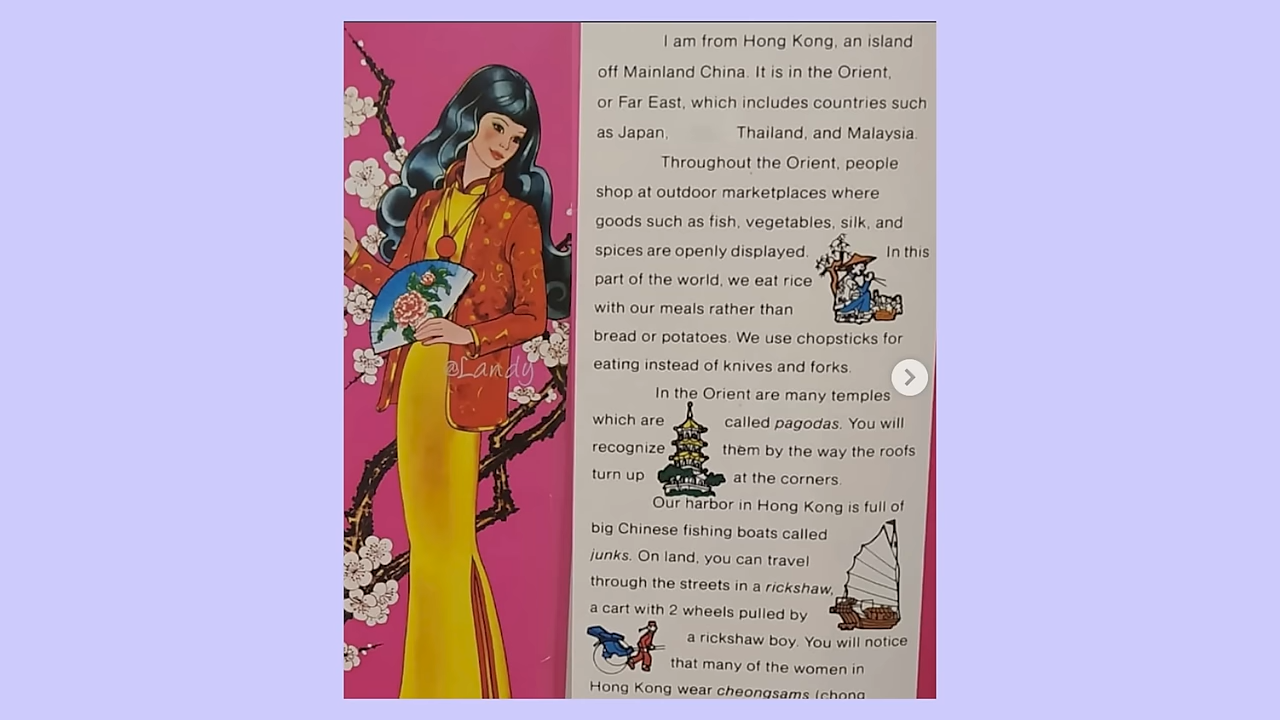 I am from Hong Kong, an island
off Mainland China. It is in the Orient,
or Far East, which includes countries such
as Japan, Thailand, and Malaysia.
Throughout the Orient, people
shop at outdoor marketplaces where
goods such as fish, vegetables, silk, and
spices are openly displayed. In this
part of the world, we eat rice
with our meals rather than
bread or potatoes. We use chopsticks for
eating instead of knives and forks.
In the Orient are many temples
which are called pagodas. You will
recognize them by the way the roofs
turn up at the corners.
Our harbor in Hong Kong is full of
big Chinese fishing boats called
junks. On land, you can travel
through the streets in a rickshaw,
a cart with 2 wheels pulled by
a rickshaw boy. You will notice
that many of the women in
Hong Kong wear cheongsams (chong
@Landy